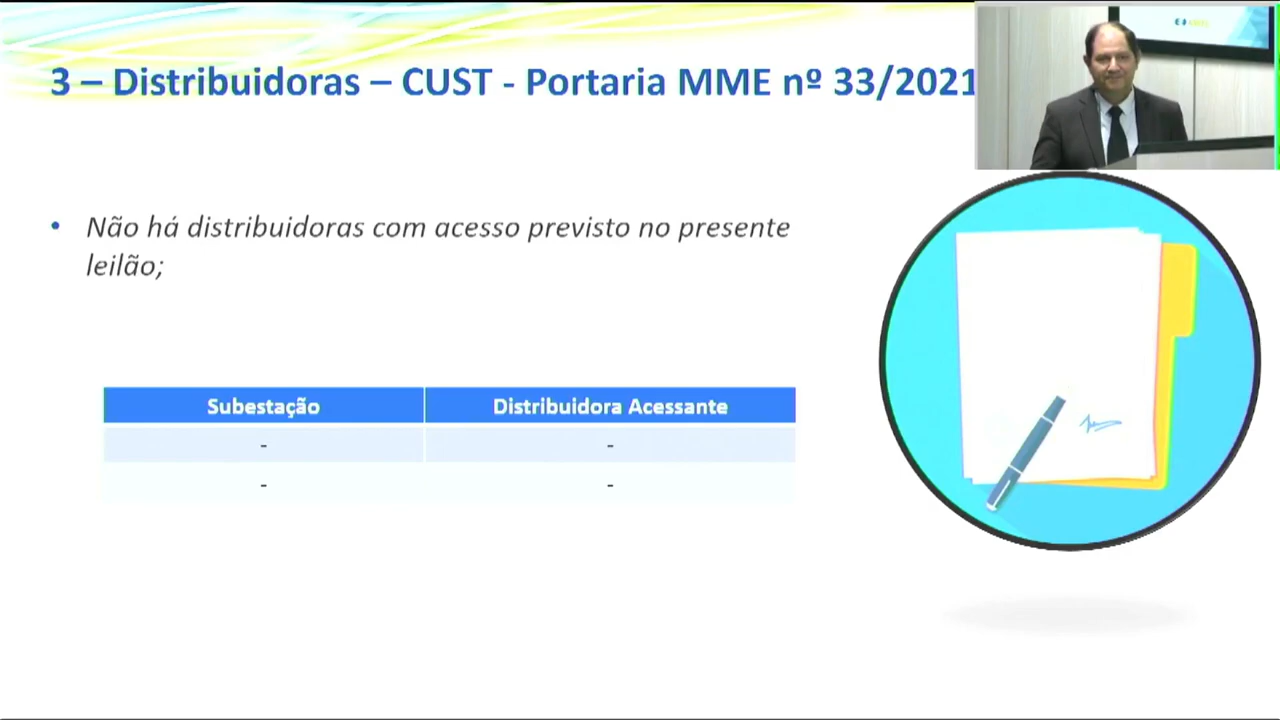 3 – Distribuidoras – CUST - Portaria MME nº 33/2021
• Não há distribuidoras com acesso previsto no presente
leilão;
Subestação Distribuidora Acessante
- -
- -